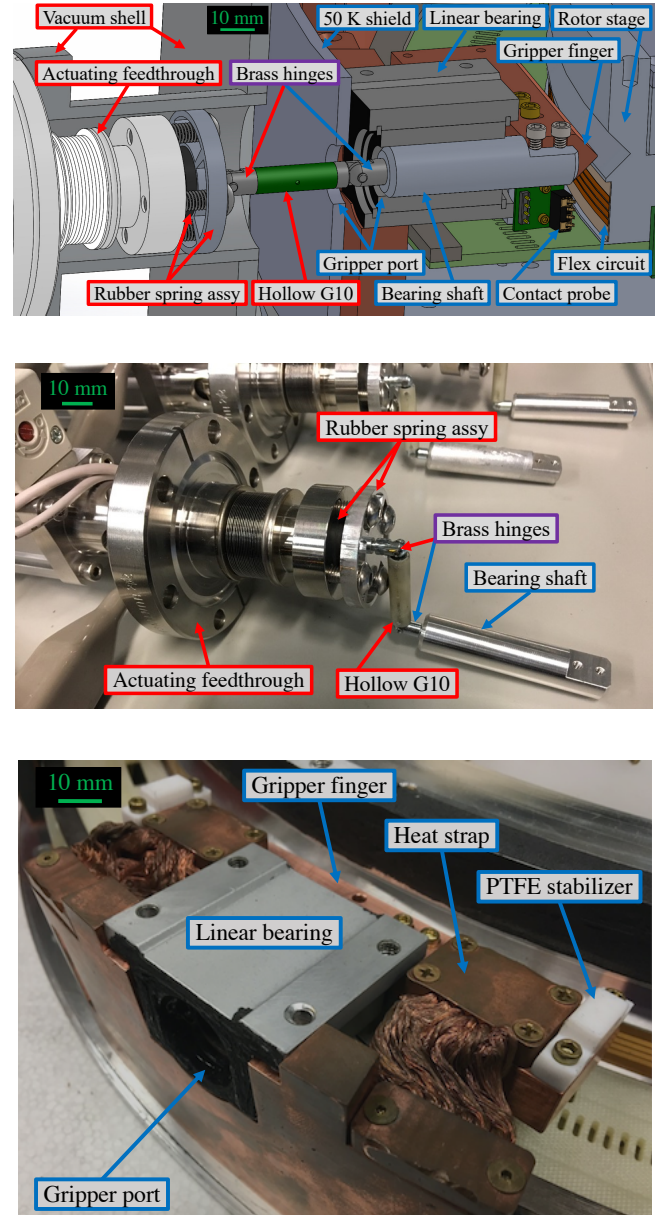 Vacuum shell
10 mm
50 K shield
Linear bearing
Rotor stage
Actuating feedthrough
Brass hinges
Gripper finger
Gripper port
Flex circuit
Rubber spring assy
Hollow G10
Bearing shaft
Contact probe
10 mm
Rubber spring assy
Brass hinges
Bearing shaft
Actuating feedthrough
Hollow G10
10 mm
Gripper finger
Heat strap
PTFE stabilizer
Linear bearing
Gripper port